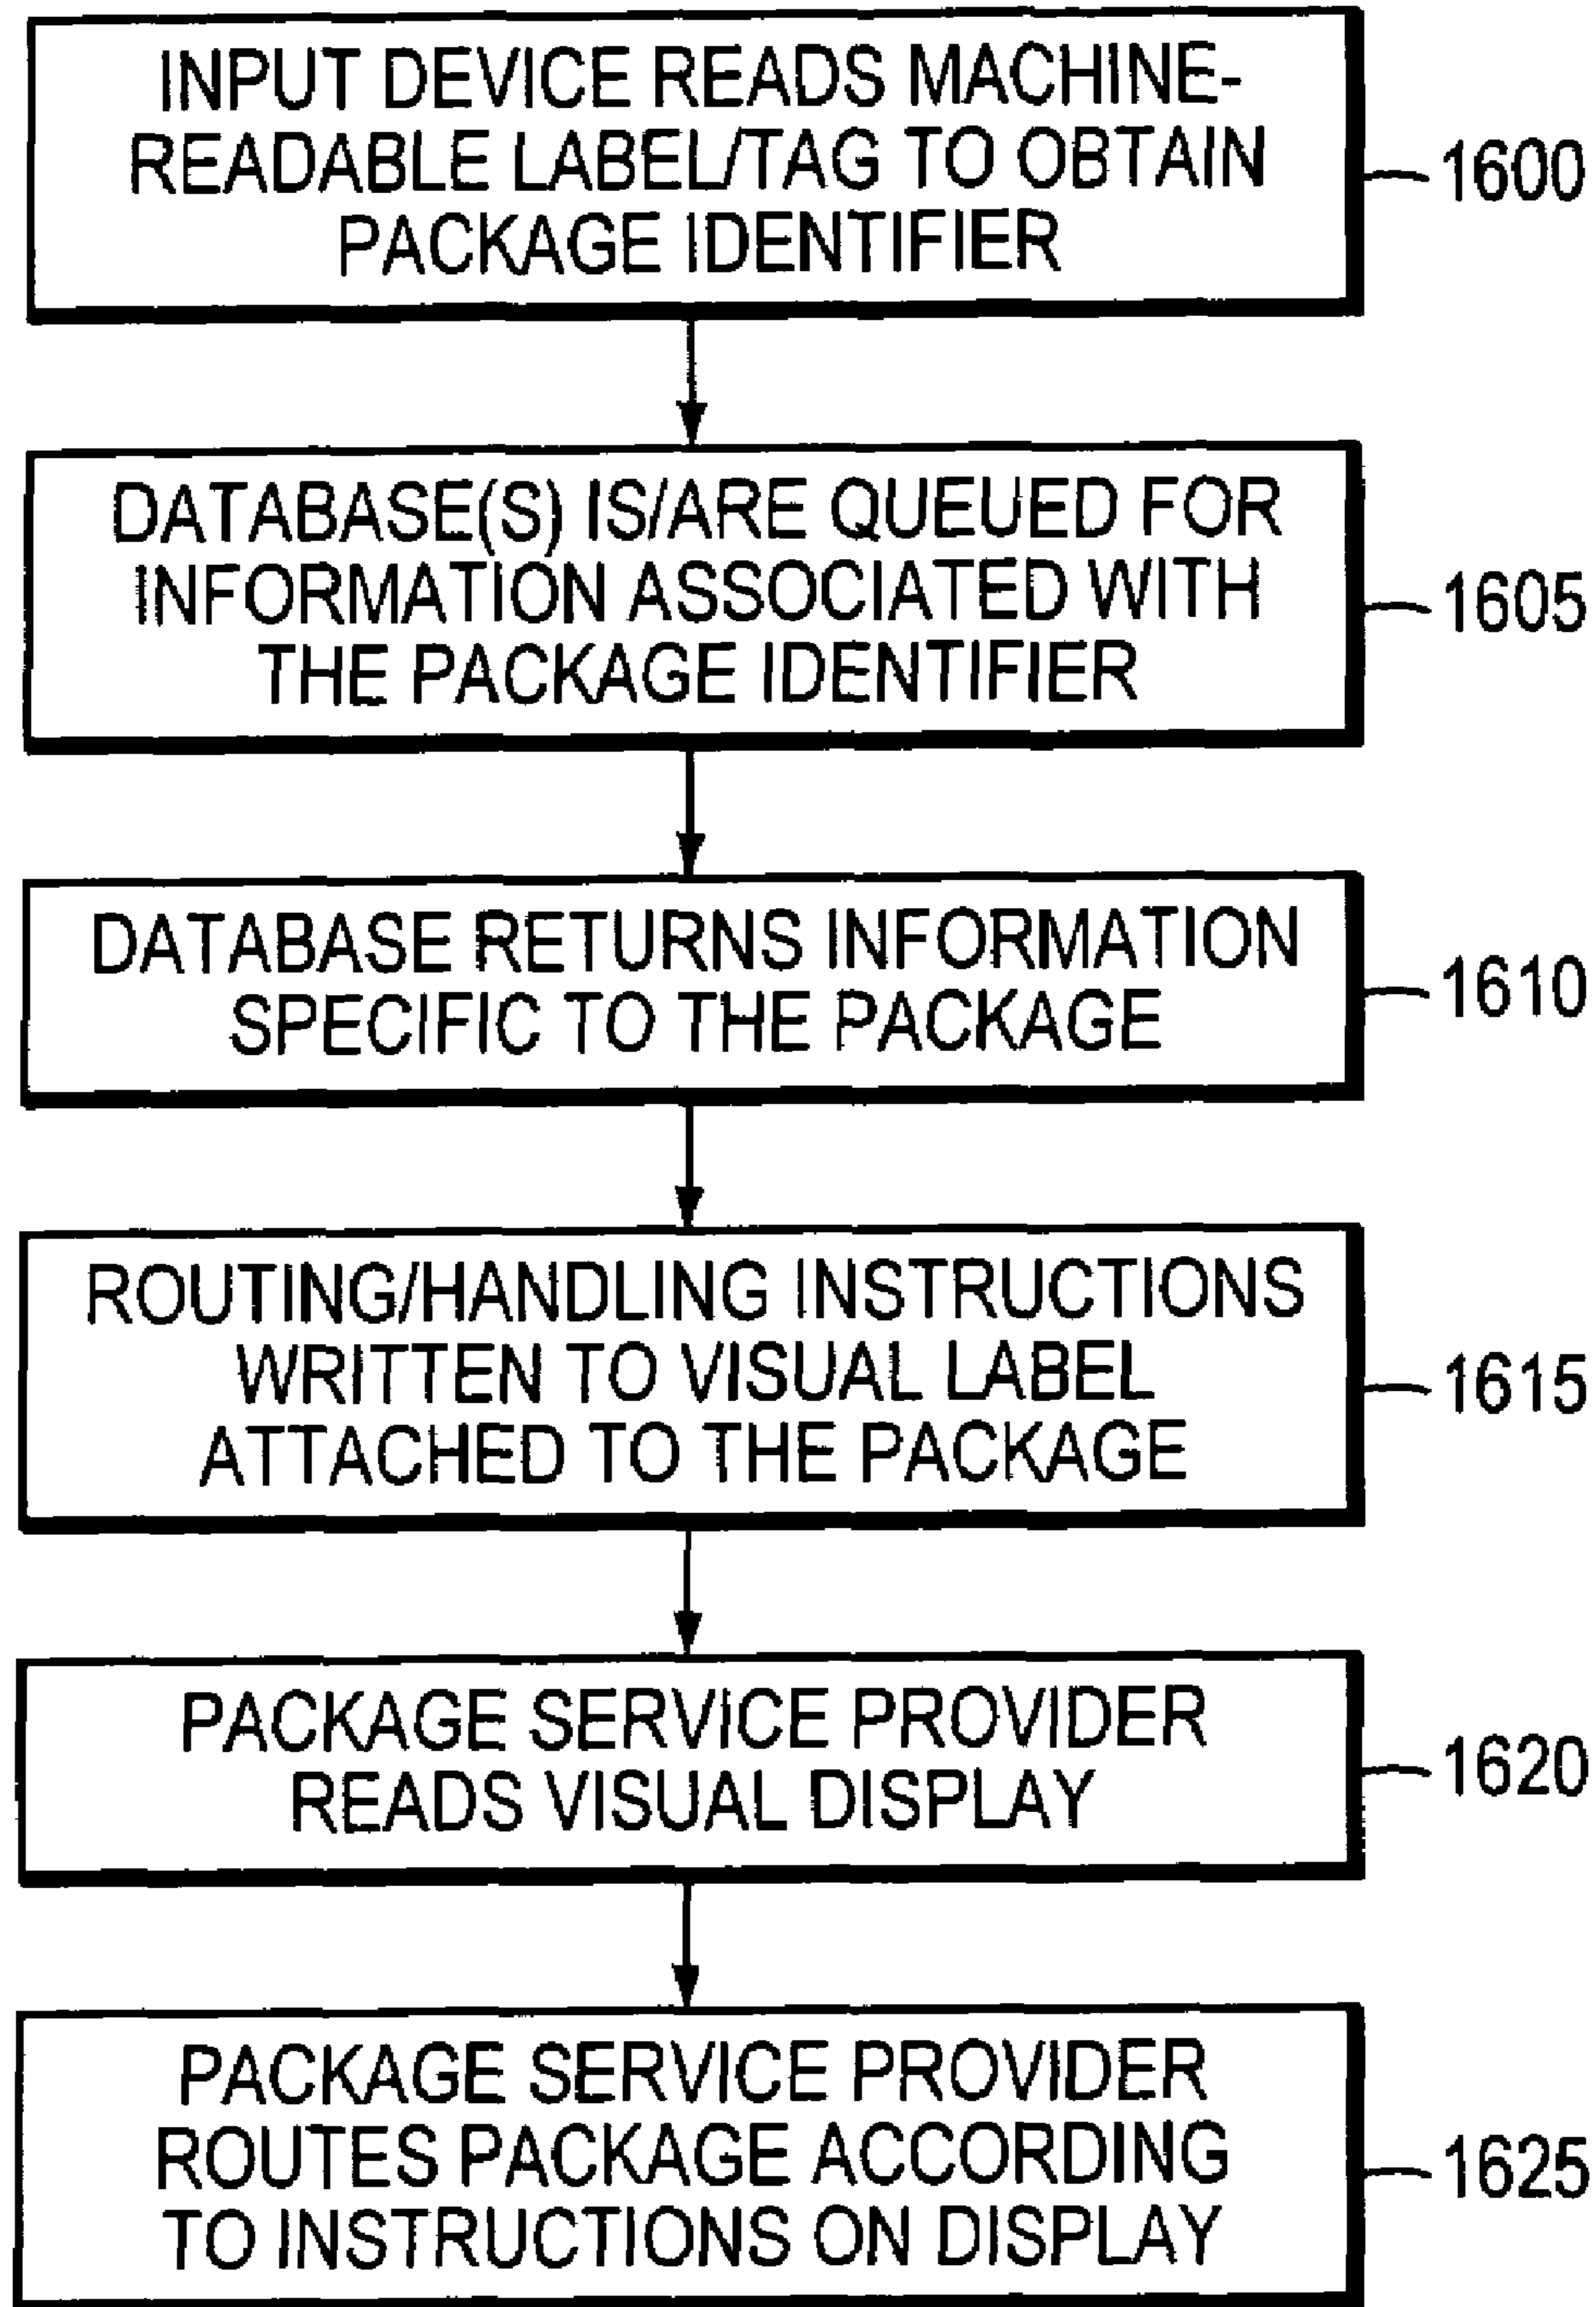 INPUT DEVICE READS MACHINE-
READABLE LABEL/TAG TO OBTAIN
PACKAGE IDENTIFIER
1600
DATABASE(S) IS/ARE QUEUED FOR
INFORMATION ASSOCIATED WITH
THE PACKAGE IDENTIFIER
1605
DATABASE RETURNS INFORMATION
SPECIFIC TO THE PACKAGE
1610
ROUTING/HANDLING INSTRUCTIONS
WRITTEN TO VISUAL LABEL
ATTACHED TO THE PACKAGE
1615
PACKAGE SERVICE PROVIDER
READS VISUAL DISPLAY
1620
PACKAGE SERVICE PROVIDER
ROUTES PACKAGE ACCORDING
TO INSTRUCTIONS ON DISPLAY
1625